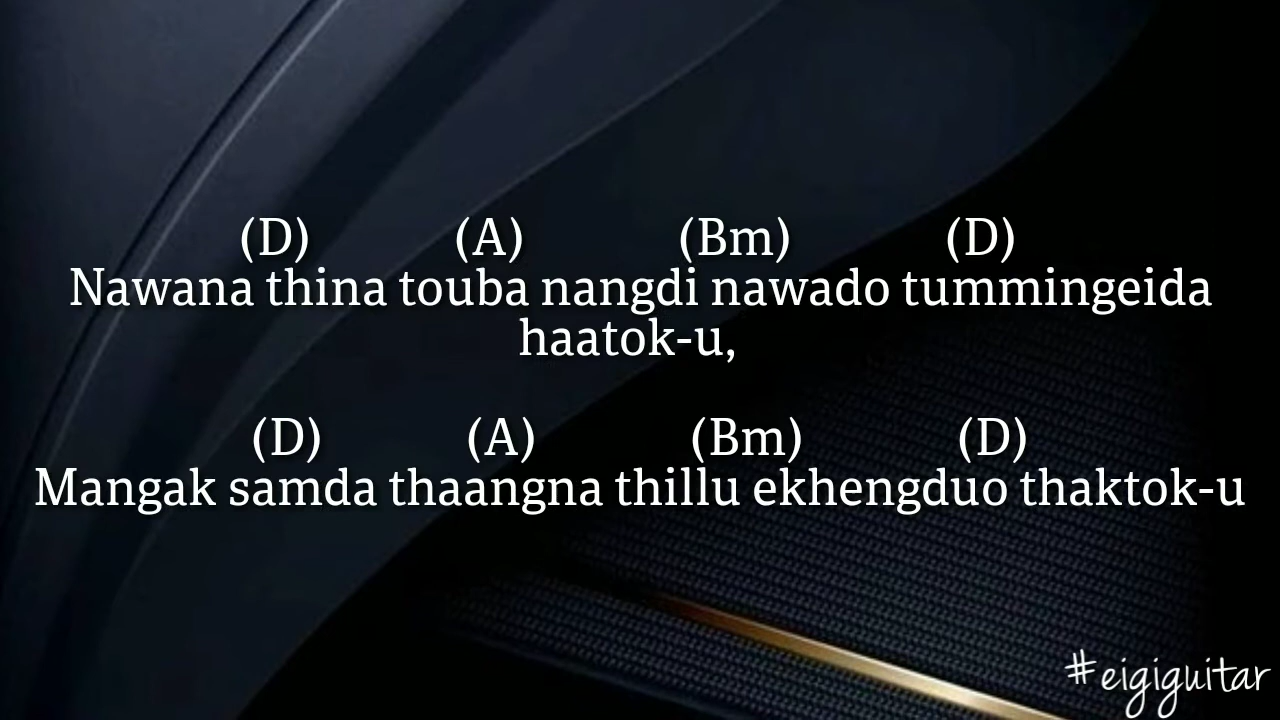 (D) (A) (Bm) (D)
Nawana thina touba nangdi nawado tummingeida
haatok-u,
(D) (A) (Bm) (D)
Mangak samda thaangna thillu ekhengduo thaktok-u
#eigiguitar